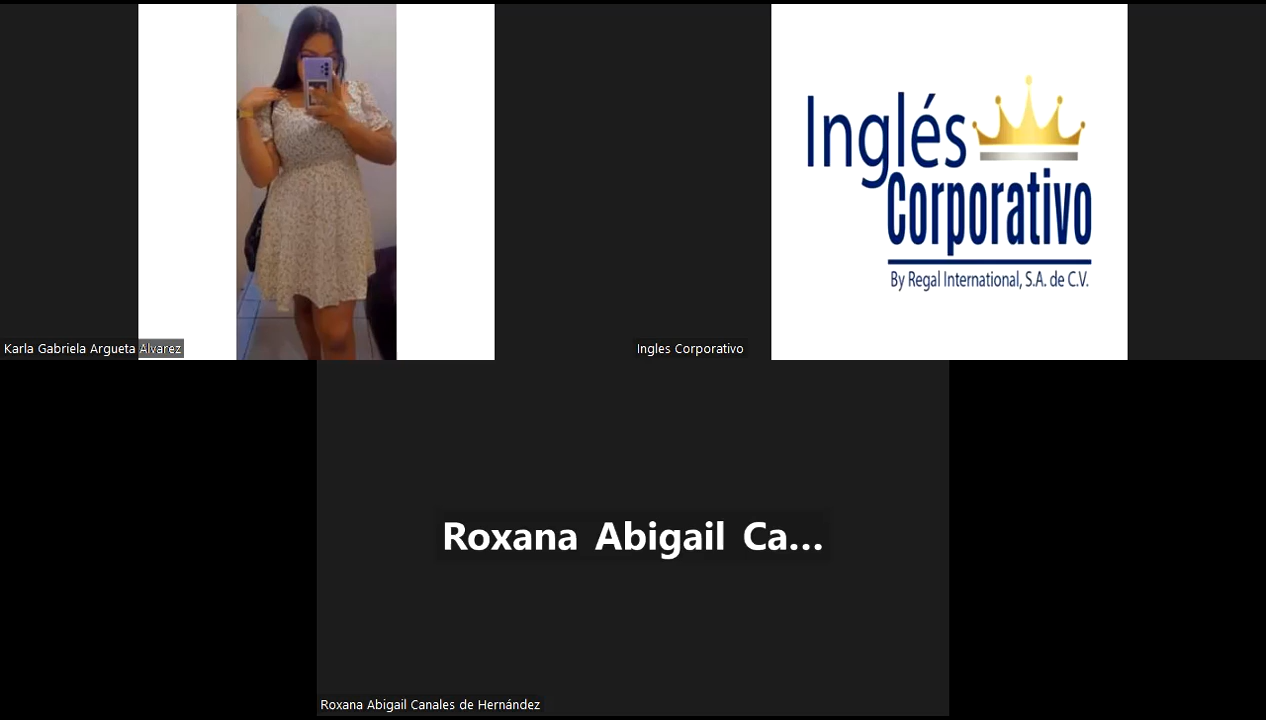 Karla Gabriela Argueta Alvarez
Inglés
Corporativo
By Regal International, S.A. de C.V.
Ingles Corporativo
Roxana Abigail Ca...
Roxana Abigail Canales de Hernández